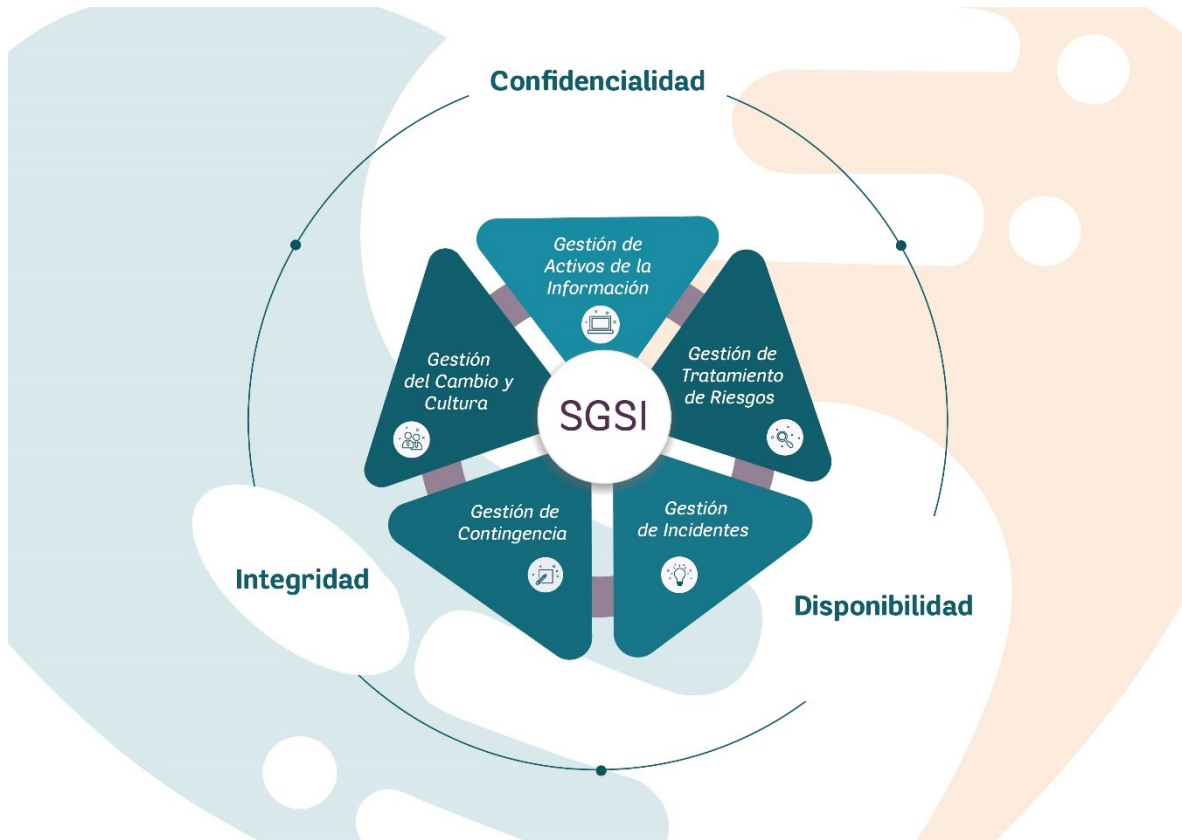 Confidencialidad
Gestión de
Activos de la
Información
Gestión
del Cambio y
Cultura
Gestión de
Tratamiento
de Riesgos
SGSI
Gestión de
Contingencia
Gestión
de Incidentes
Integridad
Disponibilidad